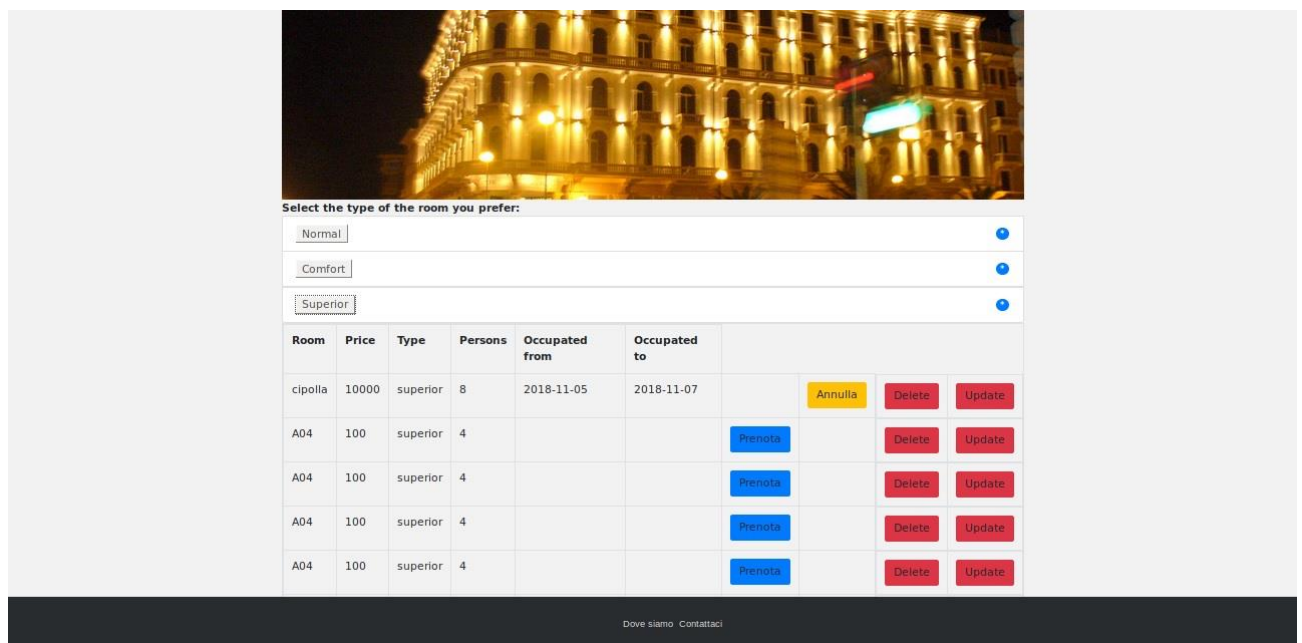 Select the type of the room you prefer:
Normal
Comfort
Superior
Room Price Type Persons Occupated from Occupated to
cipolla 10000 superior 8 2018-11-05 2018-11-07 Annulla Delete Update
A04 100 superior 4 Prenota Delete Update
A04 100 superior 4 Prenota Delete Update
A04 100 superior 4 Prenota Delete Update
A04 100 superior 4 Prenota Delete Update
Dove siamo Contattaci